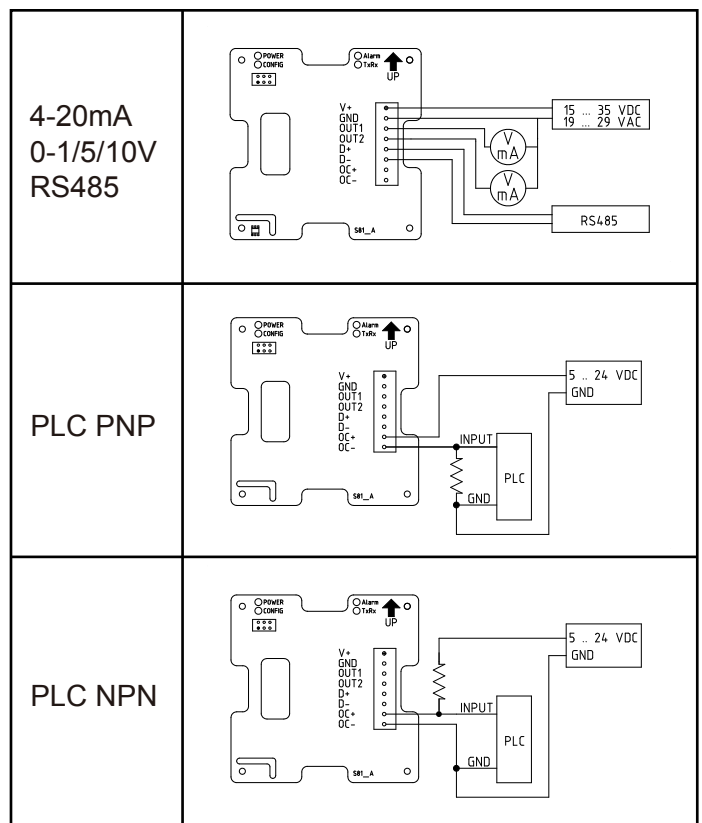 4-20mA
0-1/5/10V
RS485
POWER
CONFIG
Alarm
TxRx
UP
V+
GND
OUT1
OUT2
D+
D-
OC+
OC-
S81__A
15 ... 35 VDC
19 ... 29 VAC
V
mA
V
mA
RS485
PLC PNP
POWER
CONFIG
Alarm
TxRx
UP
V+
GND
OUT1
OUT2
D+
D-
OC+
OC-
S81__A
5 .. 24 VDC
GND
INPUT
PLC
GND
PLC NPN
POWER
CONFIG
Alarm
TxRx
UP
V+
GND
OUT1
OUT2
D+
D-
OC+
OC-
S81__A
5 .. 24 VDC
GND
INPUT
PLC
GND